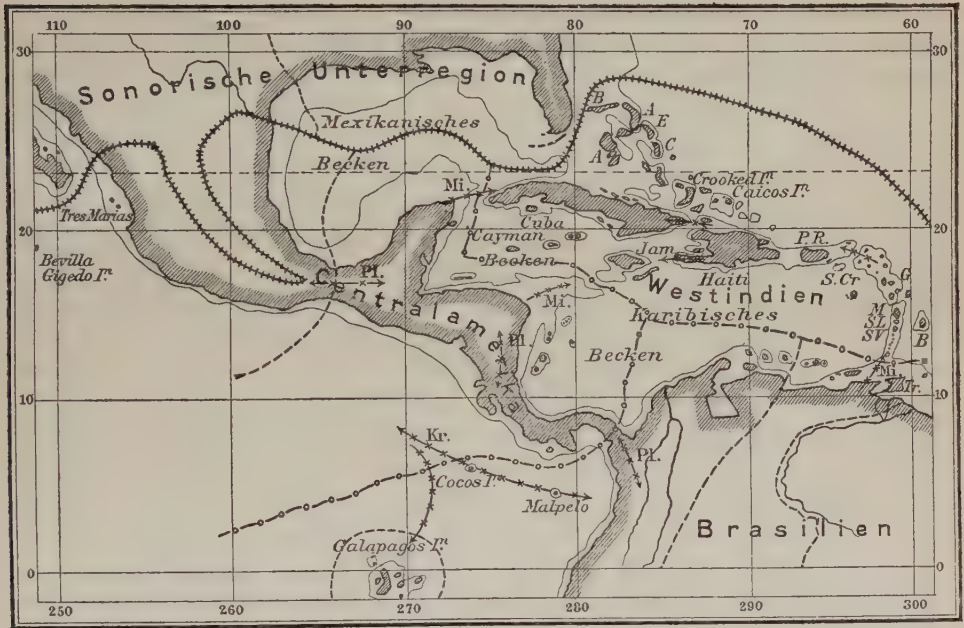 110 100 90 80 70 60
30 30
Sonorische Unterregion
Mexikanisches
Becken
B
A
E
C
A
Crooked Iⁿ.
Caicos Iⁿ.
Mi.
Tres Marias
Cuba
Cayman
Becken
20 20
Jam.
P.R.
Bevilla
Gigedo Iⁿ.
Haiti
S.Cr
G
Pl.
Centralamerika
Mi.
Westindien
Karibisches
M
SL
SV
B
Pl.
Becken
Mi.
Tr.
10 10
Kr.
Pl.
Cocos Iⁿ.
Malpelo
Brasilien
Galapagos Iⁿ.
0 0
250 260 270 280 290 300